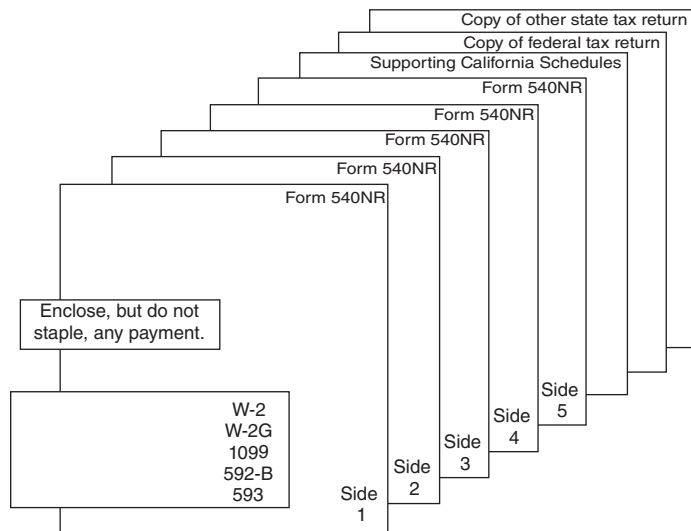 Copy of other state tax return
Copy of federal tax return
Supporting California Schedules
Form 540NR
Form 540NR
Form 540NR
Form 540NR
Form 540NR
Enclose, but do not
staple, any payment.
W-2
W-2G
1099
592-B
593
Side
1
Side
2
Side
3
Side
4
Side
5